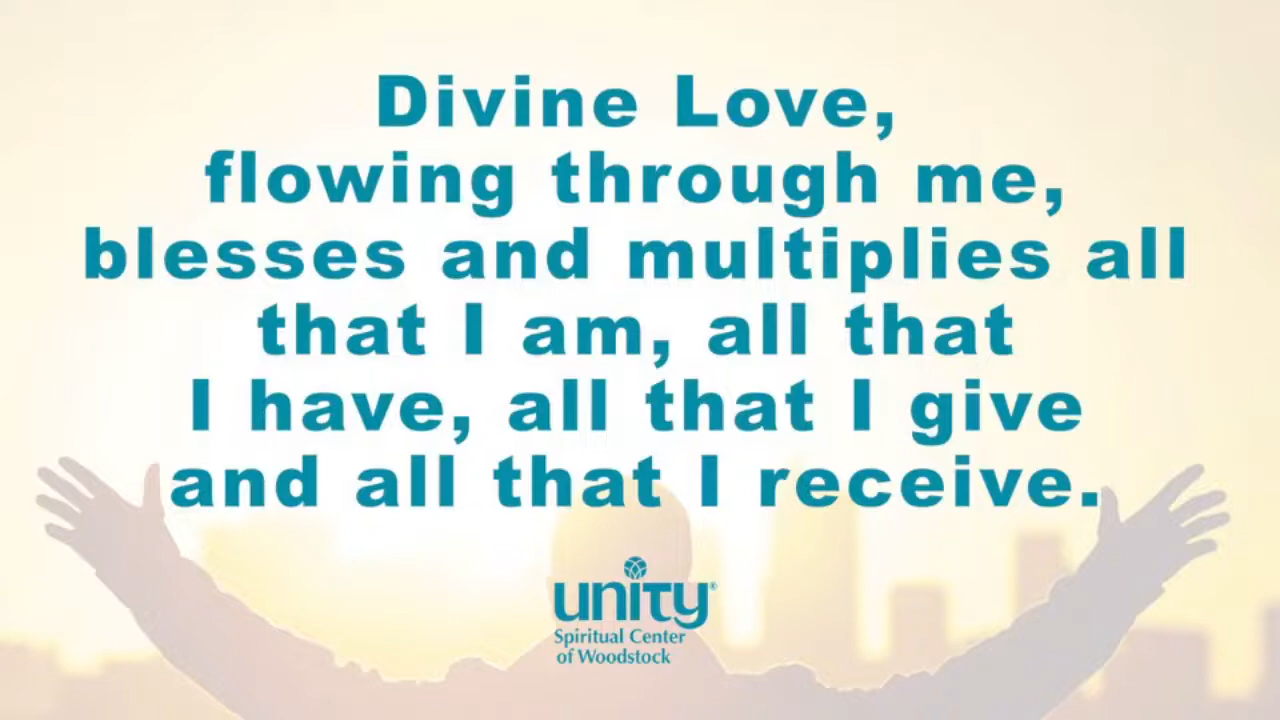 Divine Love,
flowing through me,
blesses and multiplies all
that I am, all that
I have, all that I give
and all that I receive.
unity®
Spiritual Center
of Woodstock